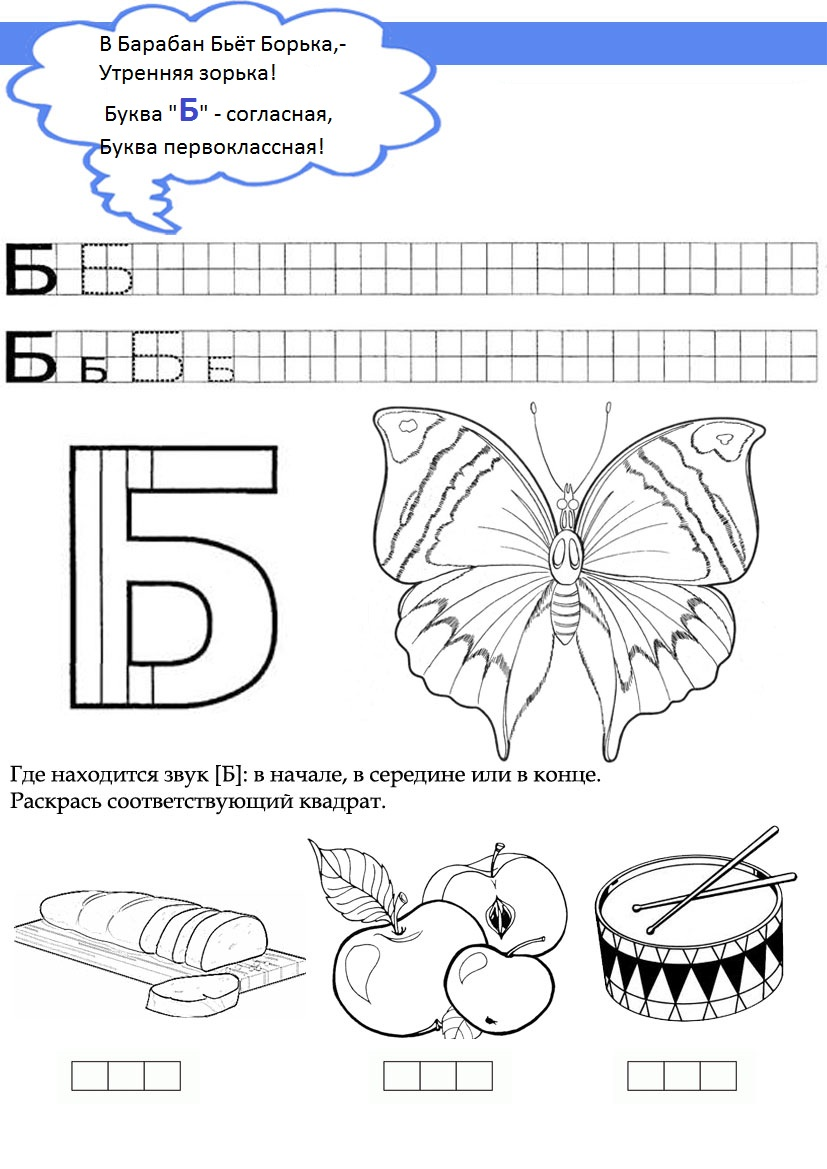 В Барабан Бьёт Борька,-
Утренняя зорька!
Буква "Б" - согласная,
Буква первоклассная!
Б Б
Б Б Б Б
Б
Где находится звук [Б]: в начале, в середине или в конце.
Раскрась соответствующий квадрат.